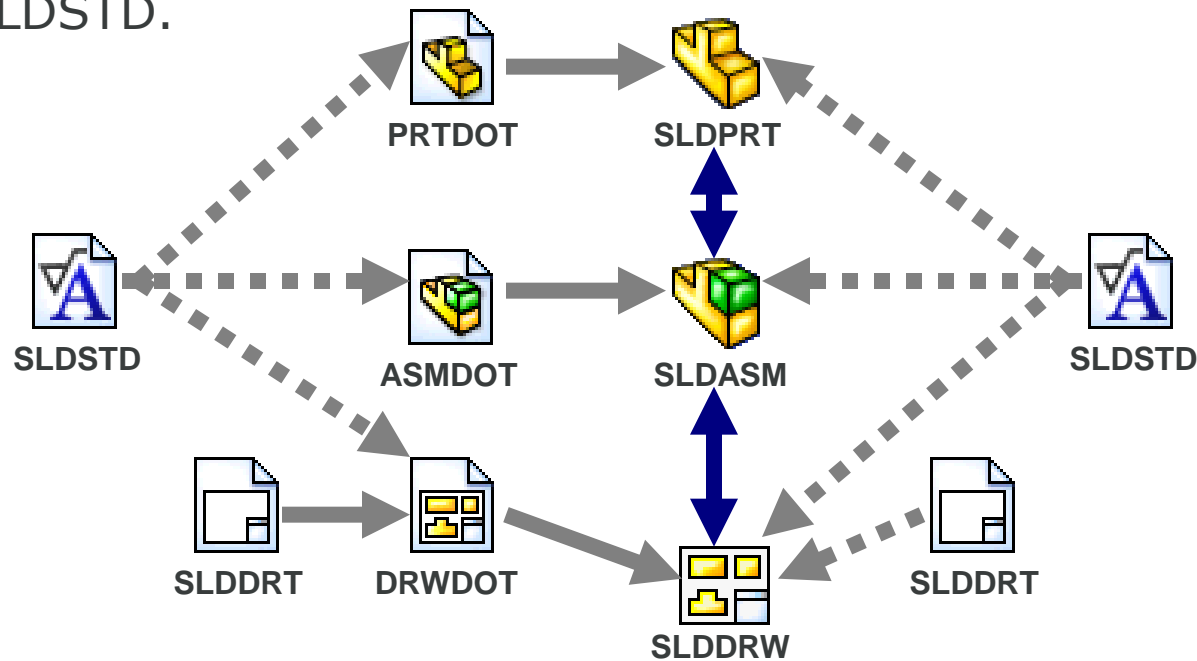 LDSTD.
PRTDOT
SLDPRT
SLDSTD
ASMDOT
SLDASM
SLDSTD
SLDDRT
DRWDOT
SLDDRT
SLDDRW